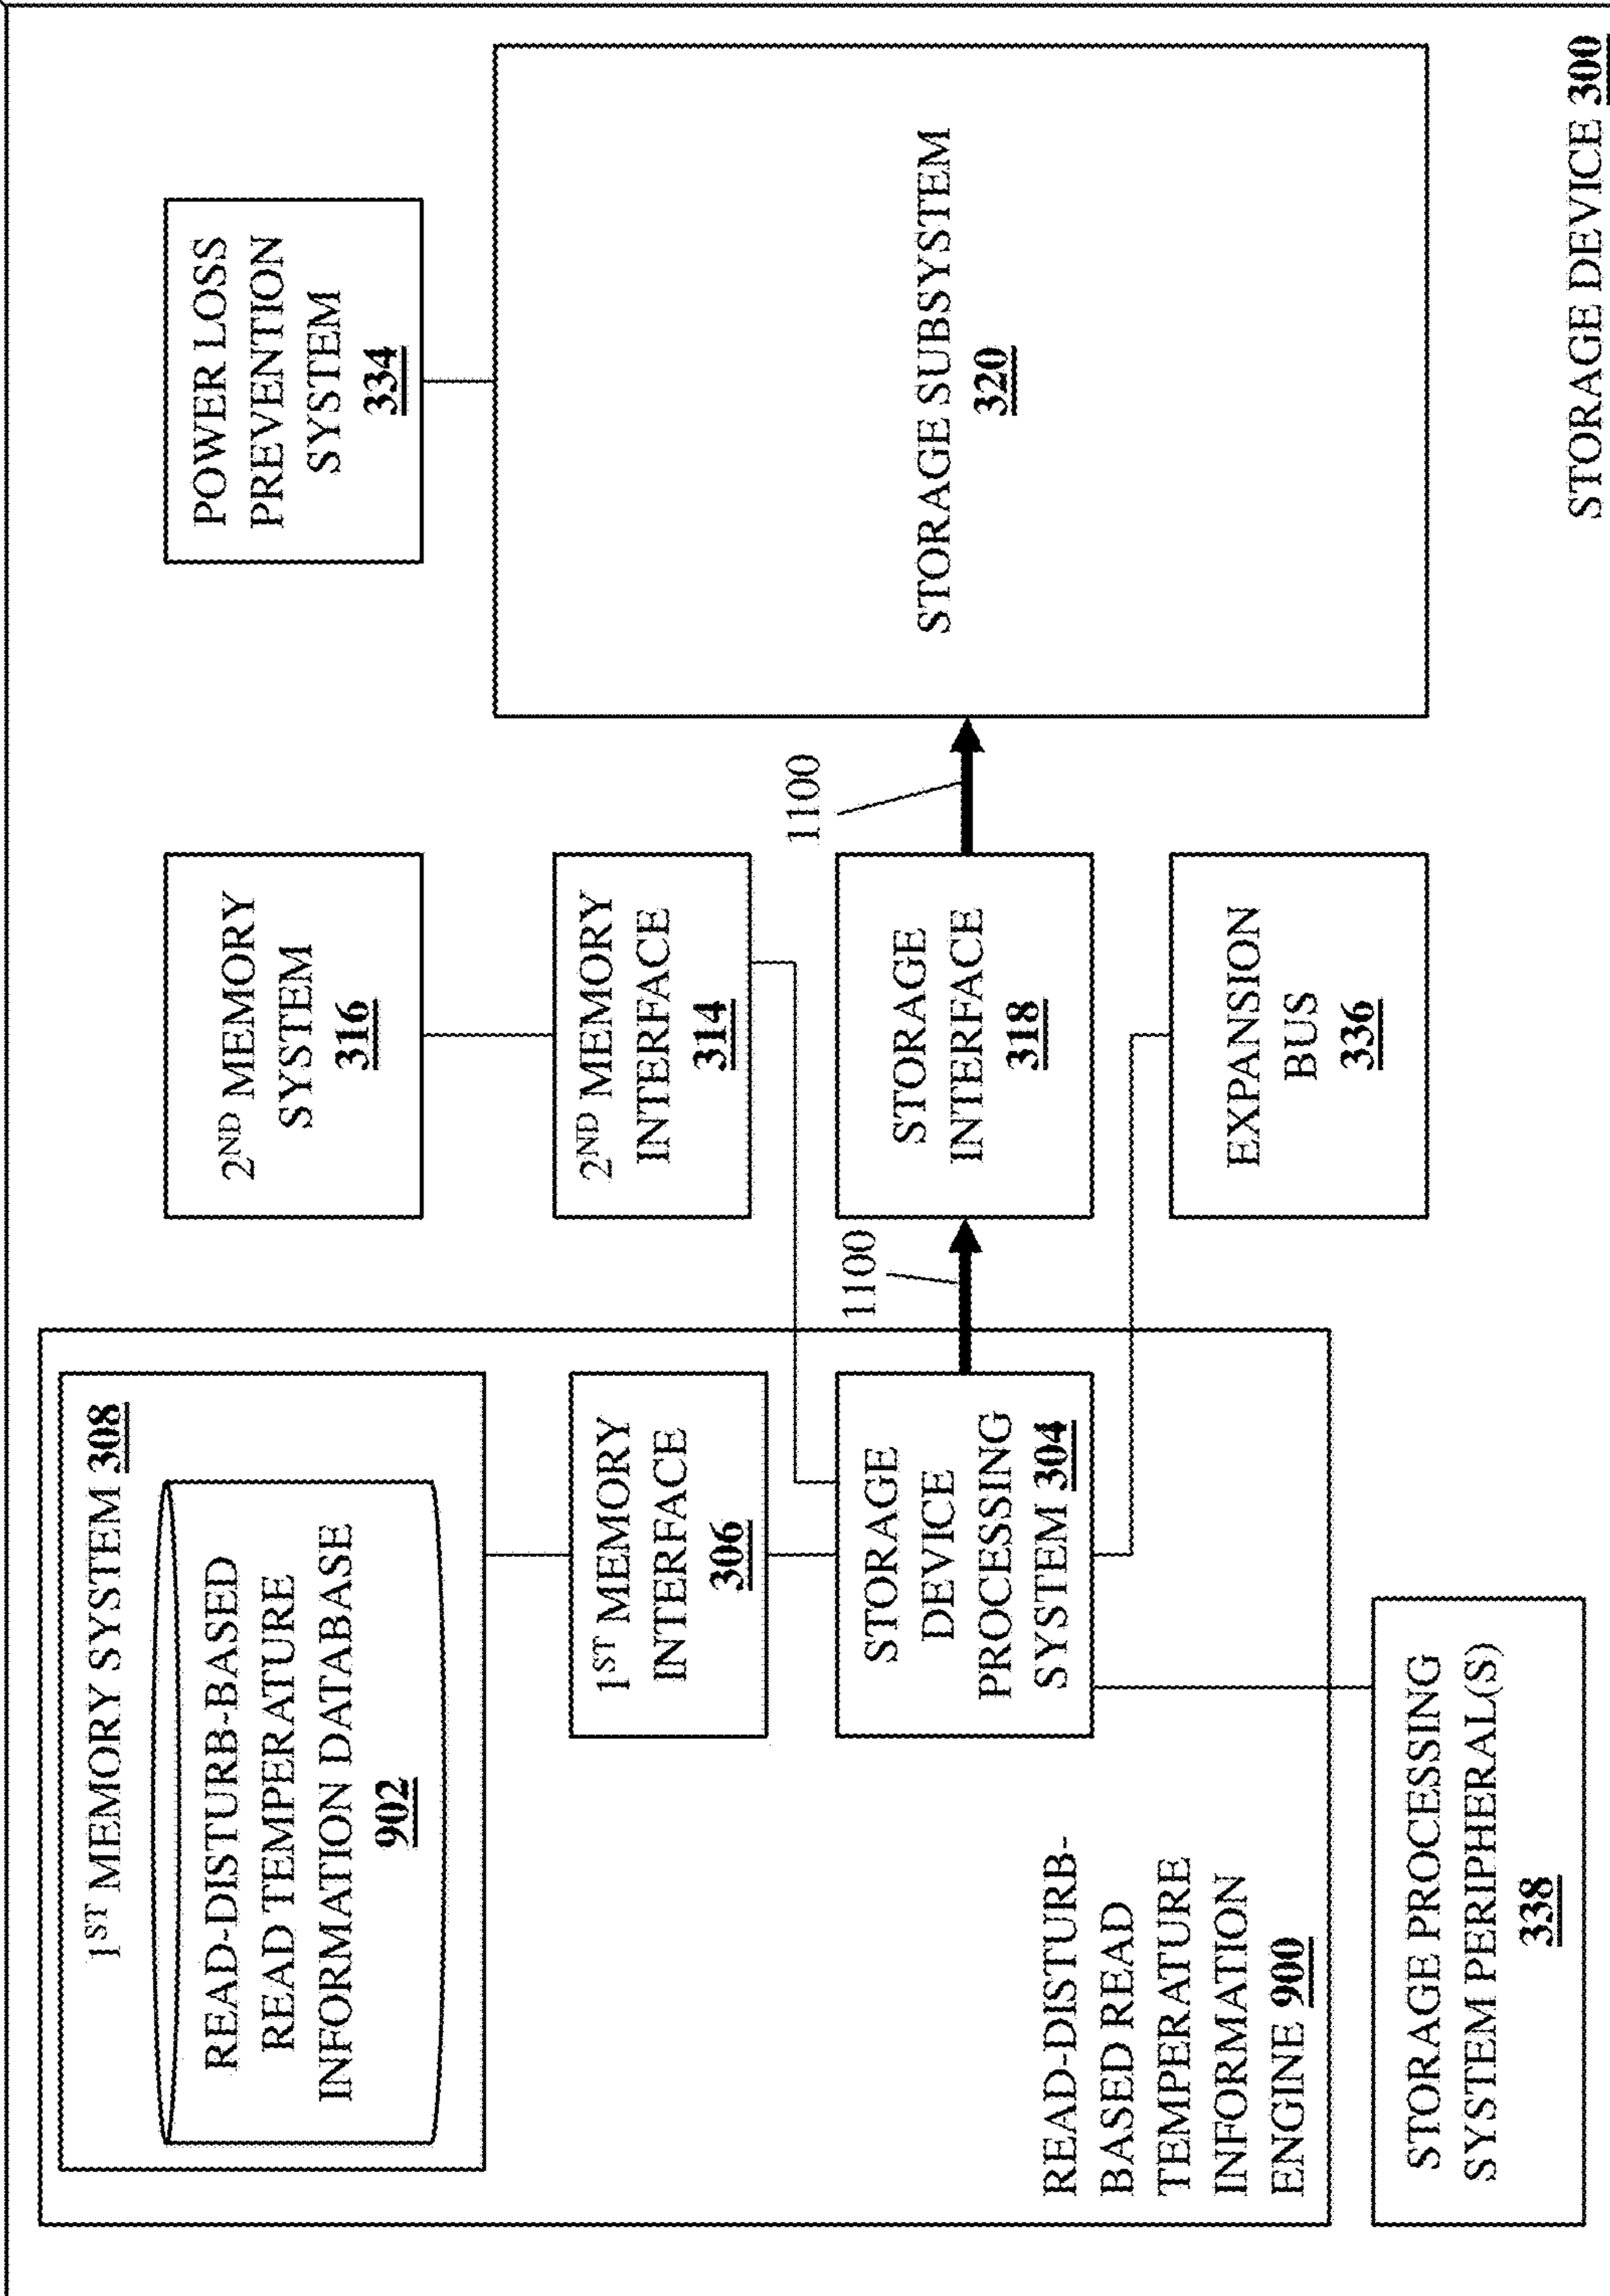 1ST MEMORY SYSTEM 308
READ-DISTURB-BASED
READ TEMPERATURE
INFORMATION DATABASE
902
1ST MEMORY
INTERFACE
306
STORAGE
DEVICE
PROCESSING
SYSTEM 304
READ-DISTURB-
BASED READ
TEMPERATURE
INFORMATION
ENGINE 900
STORAGE PROCESSING
SYSTEM PERIPHERAL(S)
338
2ND MEMORY
SYSTEM
316
2ND MEMORY
INTERFACE
314
1100
STORAGE
INTERFACE
318
1100
EXPANSION
BUS
336
POWER LOSS
PREVENTION
SYSTEM
334
STORAGE SUBSYSTEM
320
STORAGE DEVICE 300